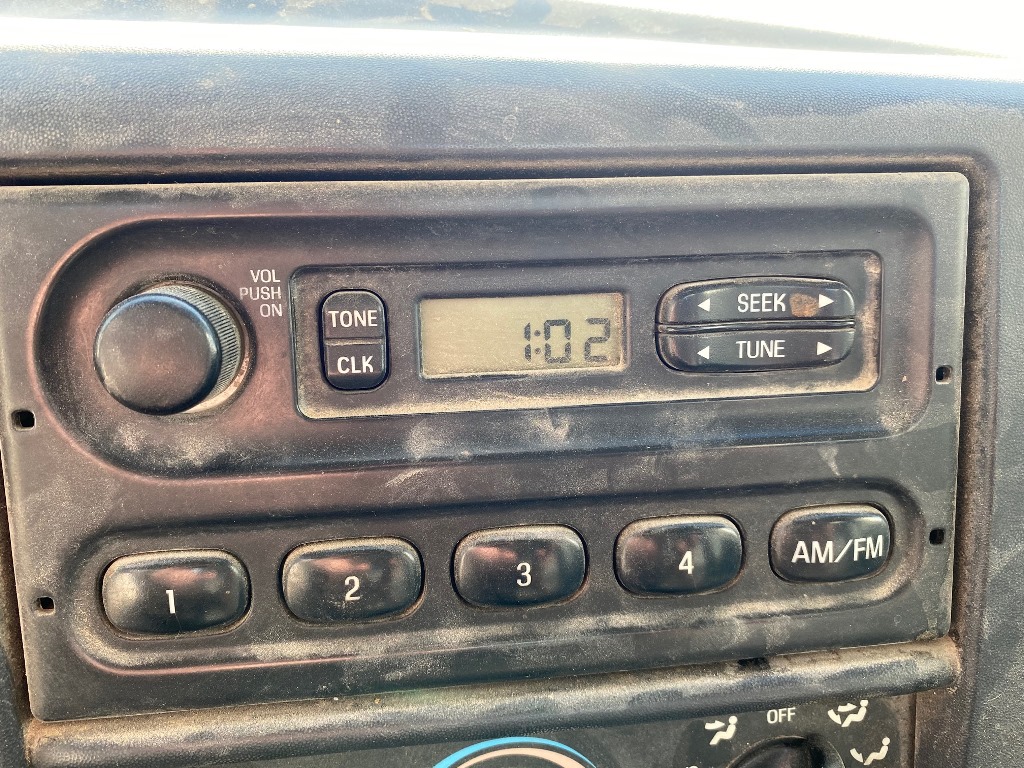 VOL
PUSH
ON
TONE
CLK
1:02
◄ SEEK ►
◄ TUNE ►
1
2
3
4
AM/FM
OFF